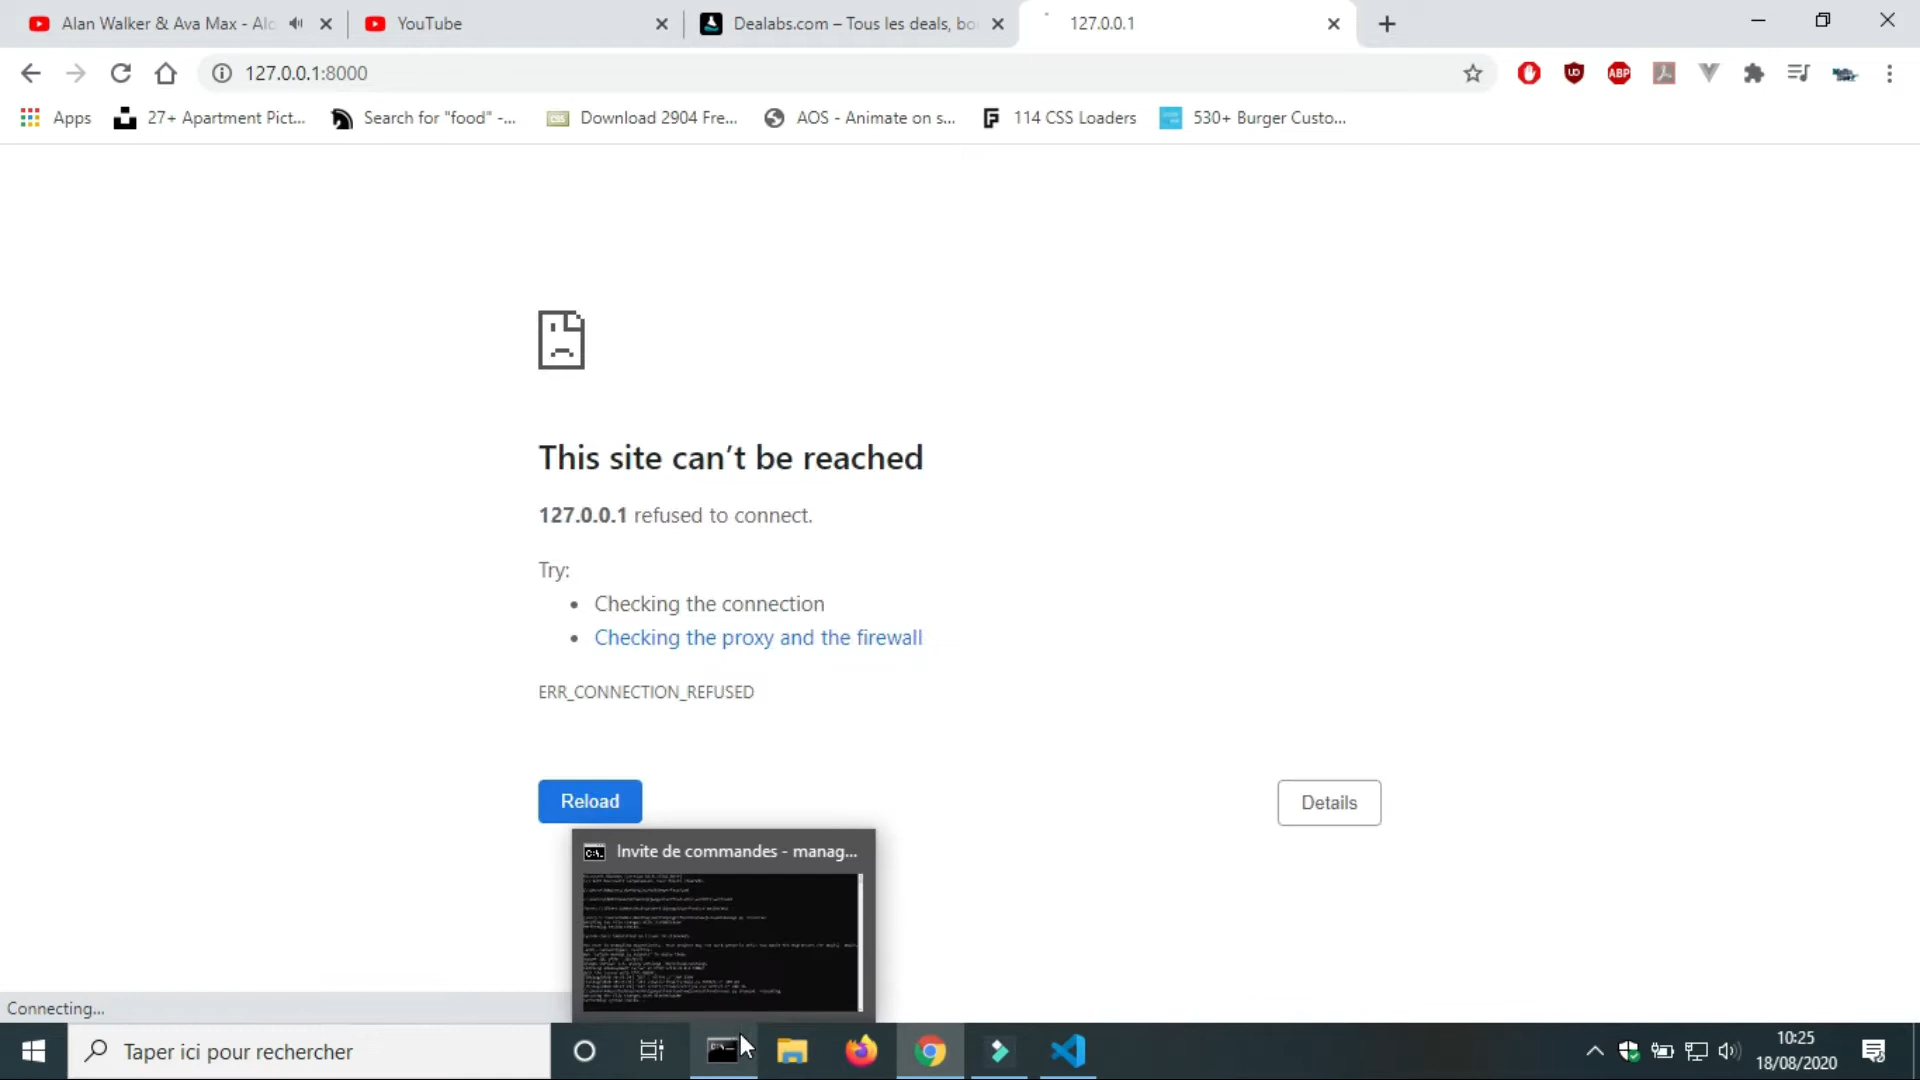 Alan Walker & Ava Max - Alo
YouTube
Dealabs.com – Tous les deals, bo
127.0.0.1
127.0.0.1:8000
Apps
27+ Apartment Pict...
Search for "food" -...
Download 2904 Fre...
AOS - Animate on s...
114 CSS Loaders
530+ Burger Custo...
This site can't be reached
127.0.0.1 refused to connect.
Try:
• Checking the connection
• Checking the proxy and the firewall
ERR_CONNECTION_REFUSED
Reload
Details
Invite de commandes - manag...
Connecting...
Taper ici pour rechercher
10:25
18/08/2020